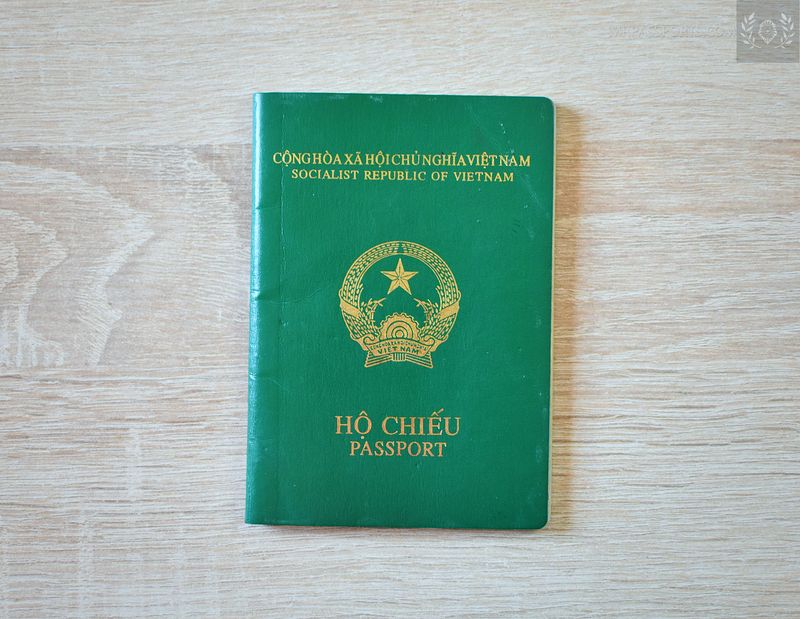 CỘNG HÒA XÃ HỘI CHỦ NGHĨA VIỆT NAM
SOCIALIST REPUBLIC OF VIETNAM
VIỆT NAM
HỘ CHIẾU
PASSPORT